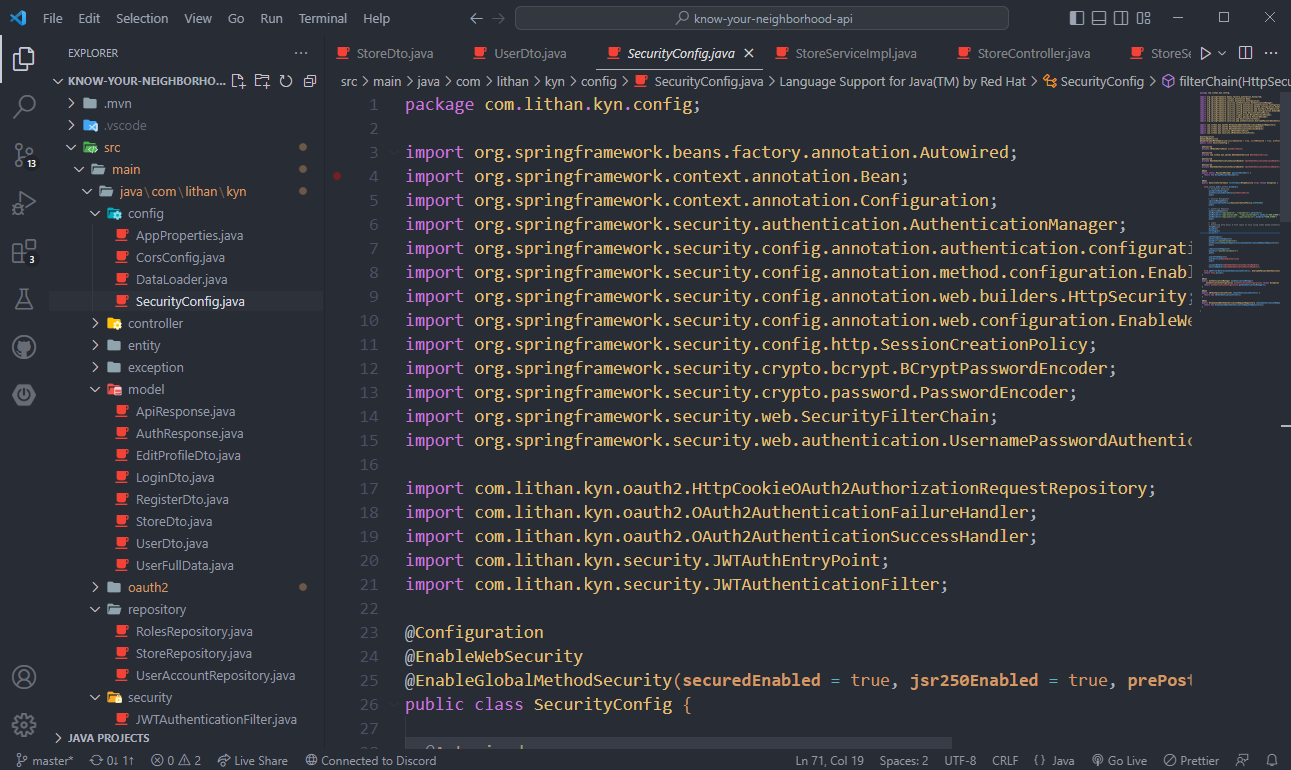 File Edit Selection View Go Run Terminal Help
know-your-neighborhood-api
EXPLORER
KNOW-YOUR-NEIGHBORHO...
.mvn
.vscode
src
main
java\com\lithan\kyn
config
AppProperties.java
CorsConfig.java
DataLoader.java
SecurityConfig.java
controller
entity
exception
model
ApiResponse.java
AuthResponse.java
EditProfileDto.java
LoginDto.java
RegisterDto.java
StoreDto.java
UserDto.java
UserFullData.java
oauth2
repository
RolesRepository.java
StoreRepository.java
UserAccountRepository.java
security
JWTAuthenticationFilter.java
JAVA PROJECTS
13
3
StoreDto.java UserDto.java SecurityConfig.java StoreServiceImpl.java StoreController.java StoreSe
src > main > java > com > lithan > kyn > config > SecurityConfig.java > Language Support for Java(TM) by Red Hat > SecurityConfig > filterChain(HttpSecu
1 package com.lithan.kyn.config;
2
3 import org.springframework.beans.factory.annotation.Autowired;
4 import org.springframework.context.annotation.Bean;
5 import org.springframework.context.annotation.Configuration;
6 import org.springframework.security.authentication.AuthenticationManager;
7 import org.springframework.security.config.annotation.authentication.configurati
8 import org.springframework.security.config.annotation.method.configuration.Enabl
9 import org.springframework.security.config.annotation.web.builders.HttpSecurity;
10 import org.springframework.security.config.annotation.web.configuration.EnableWe
11 import org.springframework.security.config.http.SessionCreationPolicy;
12 import org.springframework.security.crypto.bcrypt.BCryptPasswordEncoder;
13 import org.springframework.security.crypto.password.PasswordEncoder;
14 import org.springframework.security.web.SecurityFilterChain;
15 import org.springframework.security.web.authentication.UsernamePasswordAuthentic
16
17 import com.lithan.kyn.oauth2.HttpCookieOAuth2AuthorizationRequestRepository;
18 import com.lithan.kyn.oauth2.OAuth2AuthenticationFailureHandler;
19 import com.lithan.kyn.oauth2.OAuth2AuthenticationSuccessHandler;
20 import com.lithan.kyn.security.JWTAuthEntryPoint;
21 import com.lithan.kyn.security.JWTAuthenticationFilter;
22
23 @Configuration
24 @EnableWebSecurity
25 @EnableGlobalMethodSecurity(securedEnabled = true, jsr250Enabled = true, prePost
26 public class SecurityConfig {
27
master* 0↓ 1↑ 0 2 Live Share Connected to Discord Ln 71, Col 19 Spaces: 2 UTF-8 CRLF {} Java Go Live Prettier